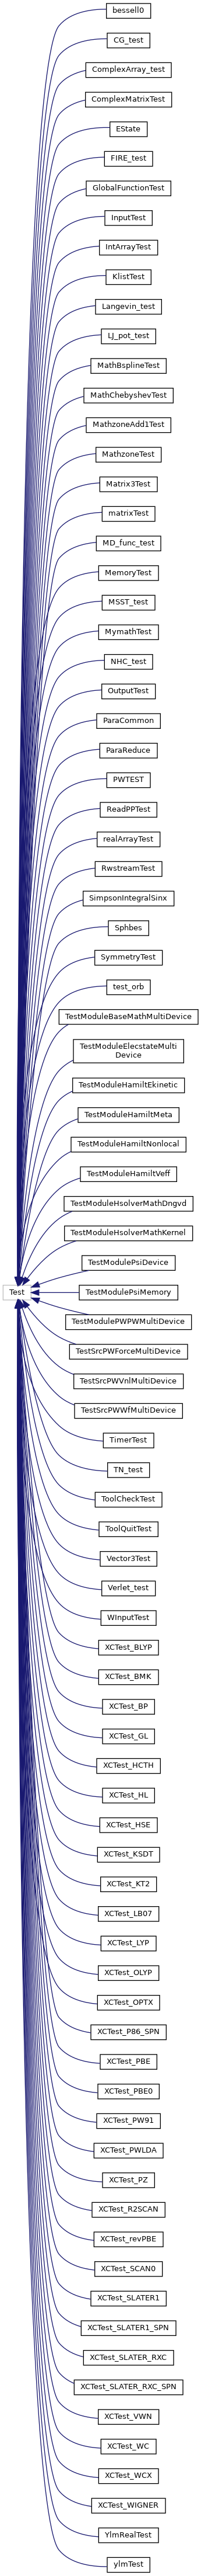 bessell0
CG_test
ComplexArray_test
ComplexMatrixTest
EState
FIRE_test
GlobalFunctionTest
InputTest
IntArrayTest
KlistTest
Langevin_test
LJ_pot_test
MathBsplineTest
MathChebyshevTest
MathzoneAdd1Test
MathzoneTest
Matrix3Test
matrixTest
MD_func_test
MemoryTest
MSST_test
MymathTest
NHC_test
OutputTest
ParaCommon
ParaReduce
PWTEST
ReadPPTest
realArrayTest
RwstreamTest
SimpsonIntegralSinx
Sphbes
SymmetryTest
test_orb
TestModuleBaseMathMultiDevice
TestModuleElecstateMulti
Device
TestModuleHamiltEkinetic
TestModuleHamiltMeta
TestModuleHamiltNonlocal
TestModuleHamiltVeff
TestModuleHsolverMathDngvd
TestModuleHsolverMathKernel
TestModulePsiDevice
Test
TestModulePsiMemory
TestModulePWPWMultiDevice
TestSrcPWForceMultiDevice
TestSrcPWVnlMultiDevice
TestSrcPWWfMultiDevice
TimerTest
TN_test
ToolCheckTest
ToolQuitTest
Vector3Test
Verlet_test
WInputTest
XCTest_BLYP
XCTest_BMK
XCTest_BP
XCTest_GL
XCTest_HCTH
XCTest_HL
XCTest_HSE
XCTest_KSDT
XCTest_KT2
XCTest_LB07
XCTest_LYP
XCTest_OLYP
XCTest_OPTX
XCTest_P86_SPN
XCTest_PBE
XCTest_PBE0
XCTest_PW91
XCTest_PWLDA
XCTest_PZ
XCTest_R2SCAN
XCTest_revPBE
XCTest_SCAN0
XCTest_SLATER1
XCTest_SLATER1_SPN
XCTest_SLATER_RXC
XCTest_SLATER_RXC_SPN
XCTest_VWN
XCTest_WC
XCTest_WCX
XCTest_WIGNER
YlmRealTest
ylmTest